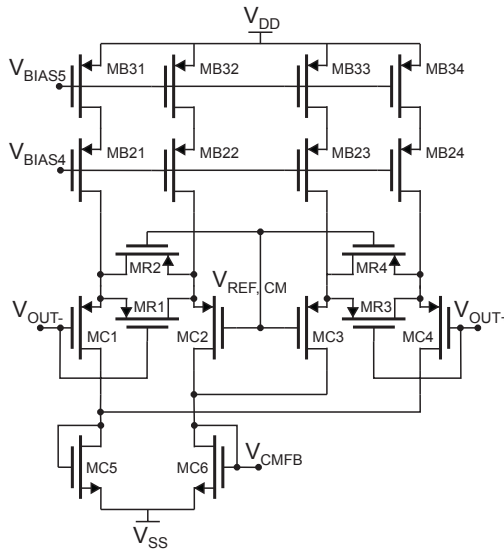 VDD
VBIAS5
MB31
MB32
MB33
MB34
VBIAS4
MB21
MB22
MB23
MB24
MR2
MR4
VREF, CM
VOUT-
MR1
MR3
VOUT-
MC1
MC2
MC3
MC4
VCMFB
MC5
MC6
VSS